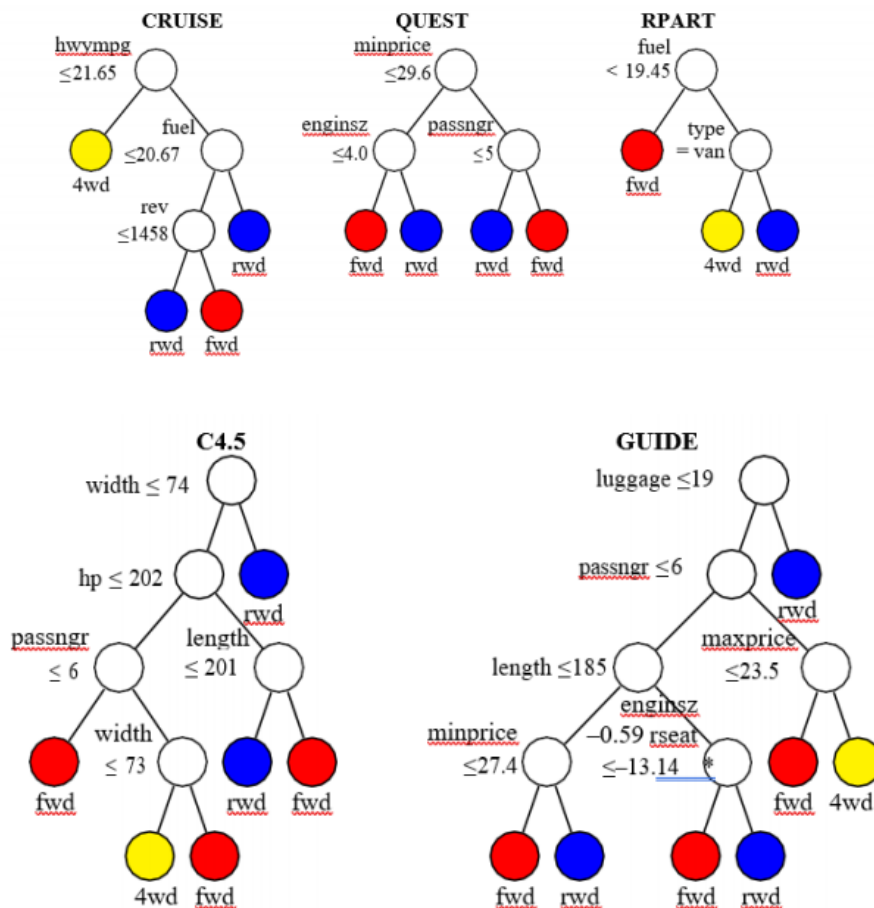 CRUISE
hwympg
≤21.65
4wd
fuel
≤20.67
rev
≤1458
rwd
rwd
fwd
QUEST
minprice
≤29.6
enginsz
≤4.0
passngr
≤5
fwd
rwd
rwd
fwd
RPART
fuel
< 19.45
fwd
type
= van
4wd
rwd
C4.5
width ≤ 74
hp ≤ 202
rwd
passngr
≤ 6
length
≤ 201
fwd
width
≤ 73
rwd
fwd
4wd
fwd
GUIDE
luggage ≤19
passngr ≤6
rwd
length ≤185
maxprice
≤23.5
minprice
≤27.4
enginsz
–0.59 rseat
≤–13.14 *
fwd
4wd
fwd
rwd
fwd
rwd